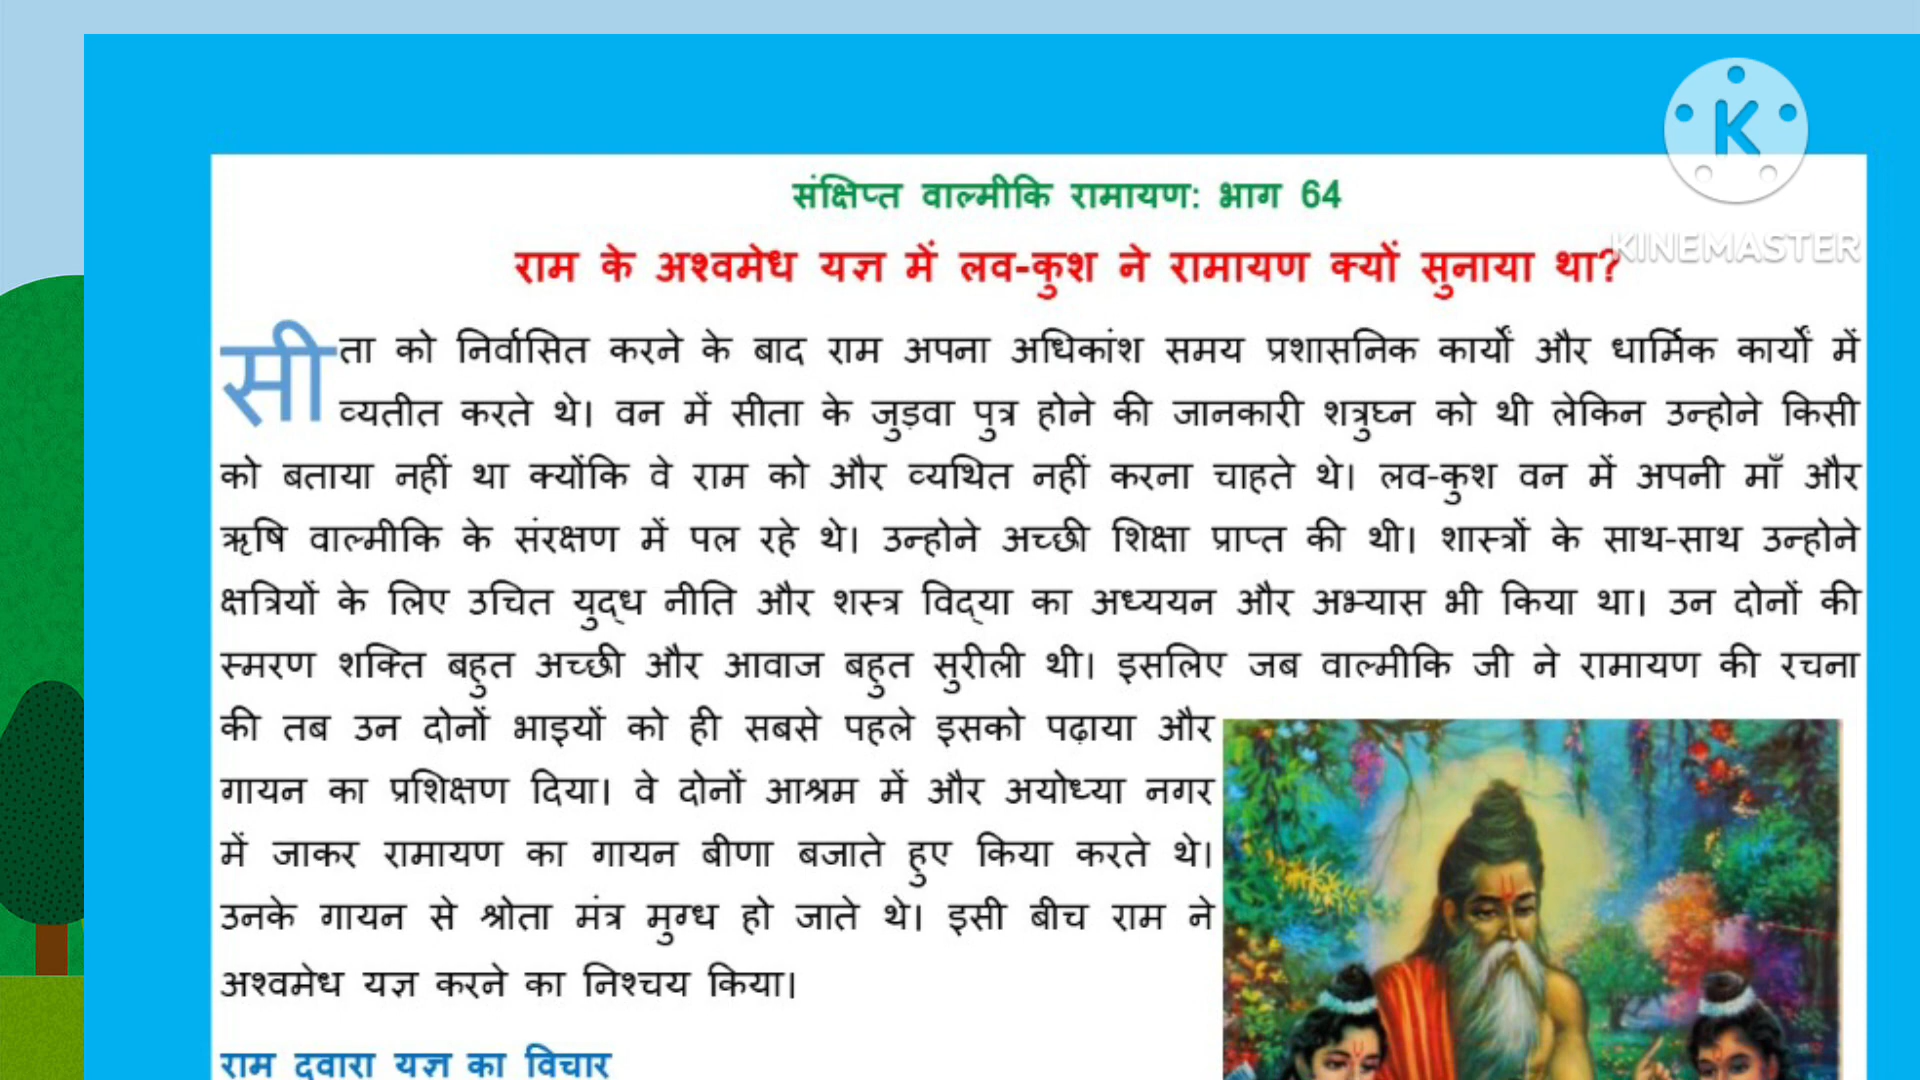 K
KINEMASTER
संक्षिप्त वाल्मीकि रामायण: भाग 64
राम के अश्वमेध यज्ञ में लव-कुश ने रामायण क्यों सुनाया था?
सीता को निर्वासित करने के बाद राम अपना अधिकांश समय प्रशासनिक कार्यों और धार्मिक कार्यों में
व्यतीत करते थे। वन में सीता के जुड़वा पुत्र होने की जानकारी शत्रुघ्न को थी लेकिन उन्होने किसी
को बताया नहीं था क्योंकि वे राम को और व्यथित नहीं करना चाहते थे। लव-कुश वन में अपनी माँ और
ऋषि वाल्मीकि के संरक्षण में पल रहे थे। उन्होने अच्छी शिक्षा प्राप्त की थी। शास्त्रों के साथ-साथ उन्होने
क्षत्रियों के लिए उचित युद्ध नीति और शस्त्र विद्या का अध्ययन और अभ्यास भी किया था। उन दोनों की
स्मरण शक्ति बहुत अच्छी और आवाज बहुत सुरीली थी। इसलिए जब वाल्मीकि जी ने रामायण की रचना
की तब उन दोनों भाइयों को ही सबसे पहले इसको पढ़ाया और
गायन का प्रशिक्षण दिया। वे दोनों आश्रम में और अयोध्या नगर
में जाकर रामायण का गायन बीणा बजाते हुए किया करते थे।
उनके गायन से श्रोता मंत्र मुग्ध हो जाते थे। इसी बीच राम ने
अश्वमेध यज्ञ करने का निश्चय किया।
राम द्वारा यज्ञ का विचार